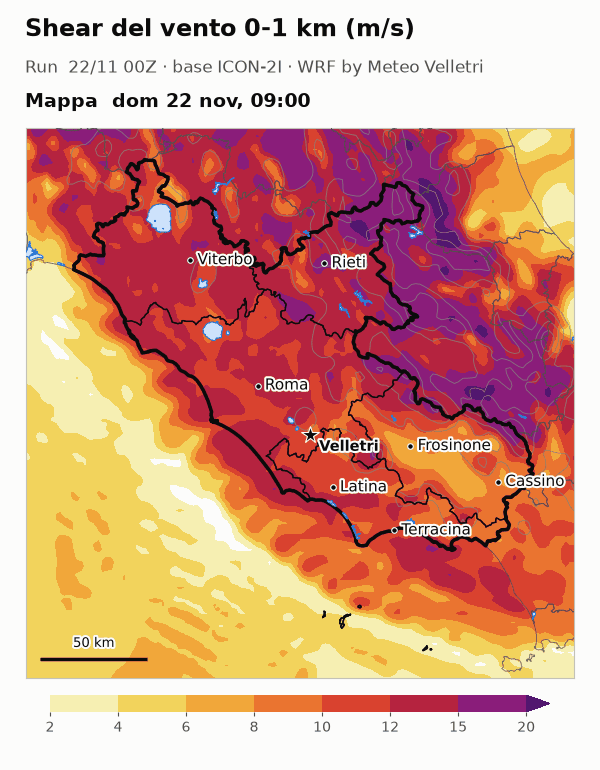 Shear del vento 0-1 km (m/s)
Run  22/11 00Z · base ICON-2I · WRF by Meteo Velletri
Mappa  dom 22 nov, 09:00
Viterbo
Rieti
Roma
Velletri
Frosinone
Latina
Cassino
Terracina
50 km
2 4 6 8 10 12 15 20